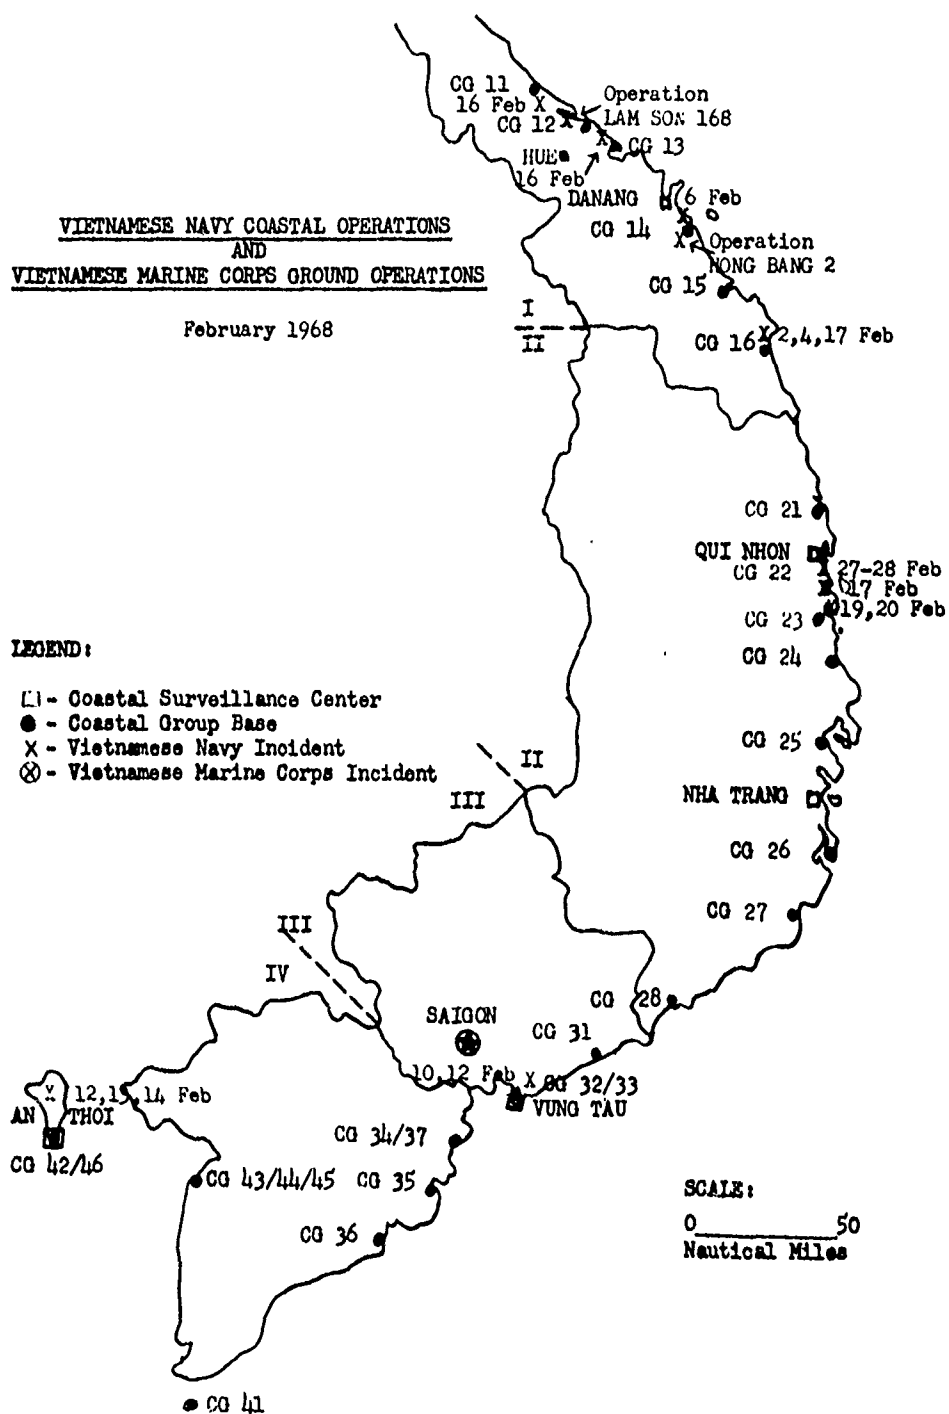 CG 11
16 Feb X
CG 12 X
Operation
LAM SON 168
X
CG 13
HUE
16 Feb
DANANG
6 Feb
X
CG 14
X
Operation
HONG BANG 2
CG 15
VIETNAMESE NAVY COASTAL OPERATIONS
AND
VIETNAMESE MARINE CORPS GROUND OPERATIONS
February 1968
I
II
CG 16
X 2,4,17 Feb
CG 21
QUI NHON
CG 22
X 27-28 Feb
X 17 Feb
19,20 Feb
CG 23
CG 24
LEGEND:
- Coastal Surveillance Center
- Coastal Group Base
X - Vietnamese Navy Incident
- Vietnamese Marine Corps Incident
CG 25
II
III
NHA TRANG
CG 26
CG 27
III
IV
CG 28
SAIGON
CG 31
10,12 Feb X CG 32/33
VUNG TAU
X 12,13,14 Feb
AN THOI
CG 42/46
CG 34/37
CG 43/44/45
CG 35
CG 36
SCALE:
0 50
Nautical Miles
CG 41